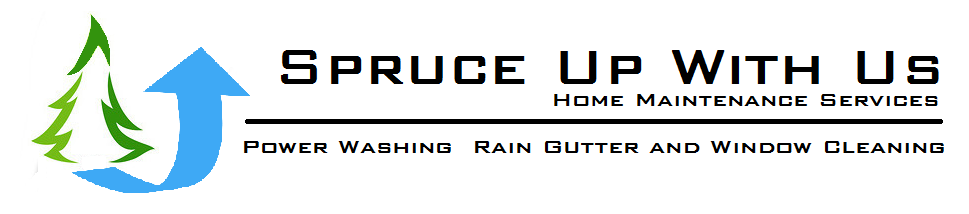 Spruce Up With Us
Home Maintenance Services
Power Washing  Rain Gutter and Window Cleaning